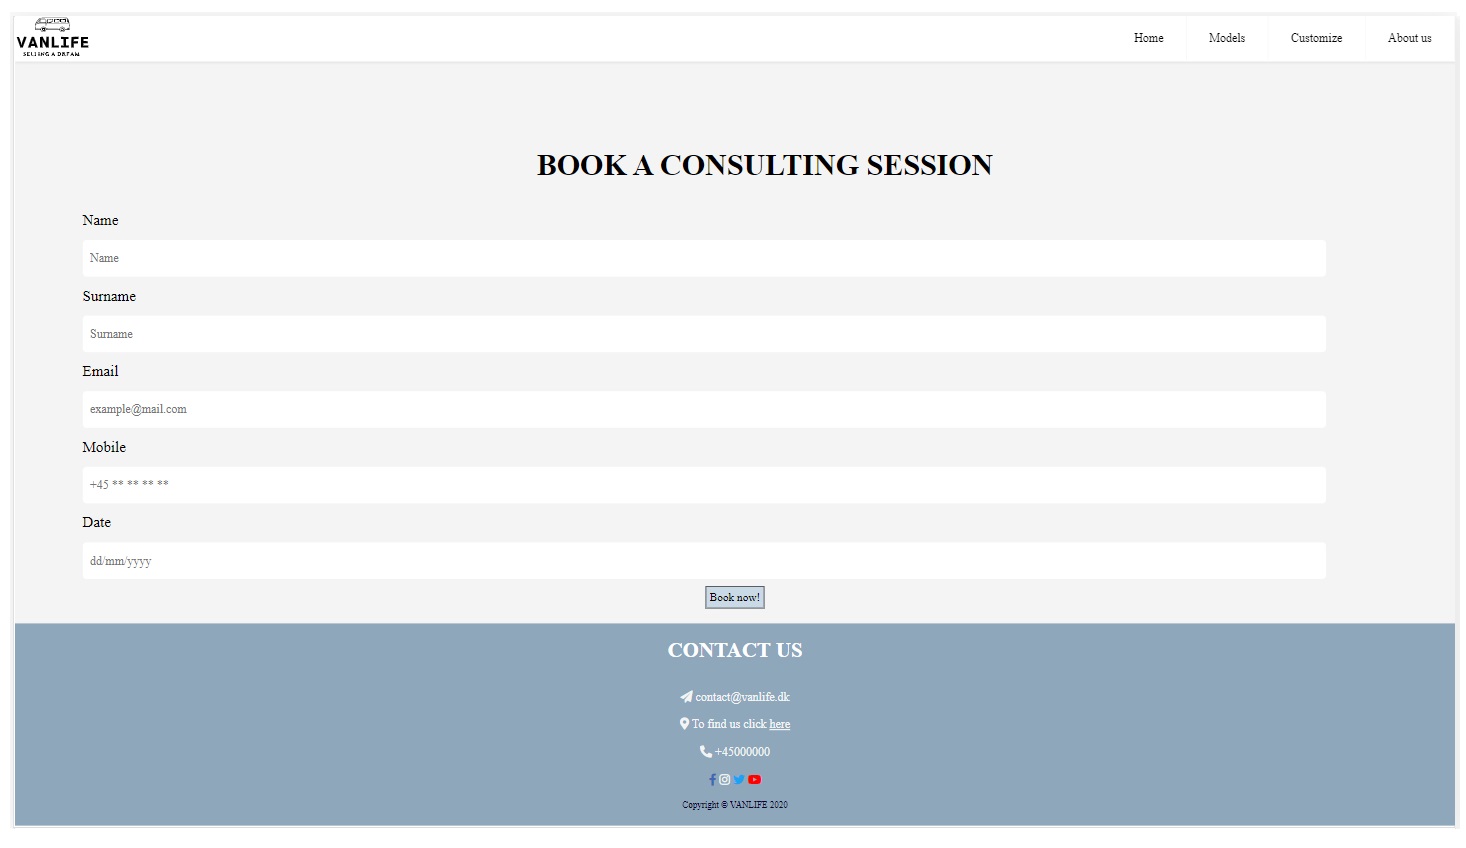 VANLIFE
SELLING A DREAM
Home Models Customize About us
BOOK A CONSULTING SESSION
Name
Name
Surname
Surname
Email
example@mail.com
Mobile
+45 ** ** ** **
Date
dd/mm/yyyy
Book now!
CONTACT US
contact@vanlife.dk
To find us click here
+45000000
Copyright © VANLIFE 2020